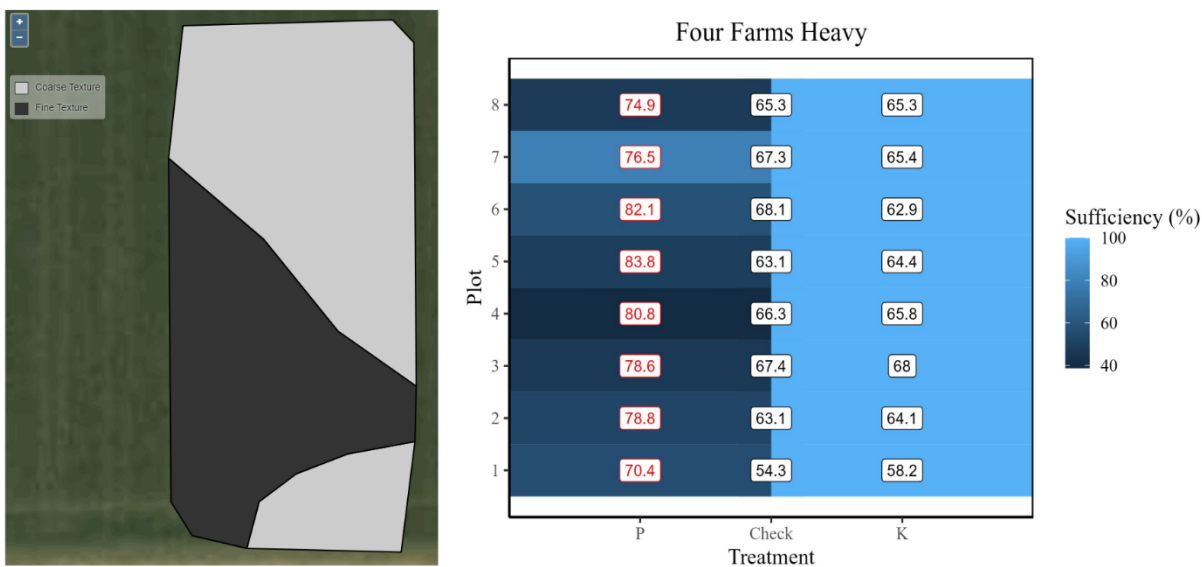 +
−
Coarse Texture
Fine Texture
Four Farms Heavy
8 74.9 65.3 65.3
7 76.5 67.3 65.4
6 82.1 68.1 62.9
5 83.8 63.1 64.4
4 80.8 66.3 65.8
3 78.6 67.4 68
2 78.8 63.1 64.1
1 70.4 54.3 58.2
Plot
P Check K
Treatment
Sufficiency (%)
100
80
60
40